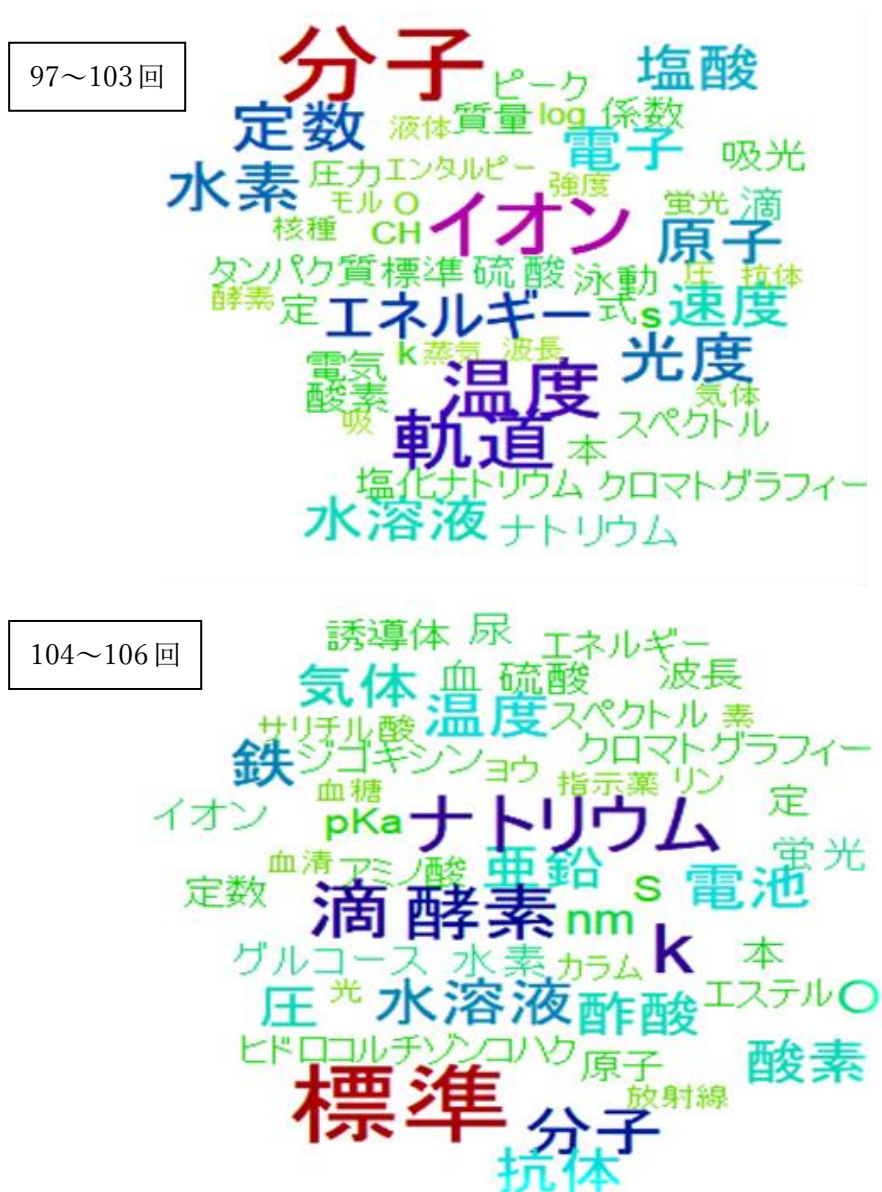 97～103回
分子
塩酸
ピーク
定数 液体 質量 log 係数
電子 吸光
水素 圧力 エンタルピー 強度
モル O 蛍光 滴
核種 CH イオン 原子
タンパク質 標準 硫酸 泳動 圧 抗体
酵素 定 エネルギー 式 s 速度
電気 k 蒸気 波長 光度
酸素 温度 気体
吸 軌道 本 スペクトル
塩化ナトリウム クロマトグラフィー
水溶液 ナトリウム
104～106回
誘導体 尿 エネルギー
気体 血 硫酸 波長
サリチル酸 温度 スペクトル 素
鉄 ジゴキシン ョウ クロマトグラフィー
血糖 指示薬 リン
イオン pKa ナトリウム 定
血清 アミノ酸 亜鉛 蛍光
定数 S 電池
滴 酵素 nm k
グルコース 水素 カラム 本
圧 光 水溶液 酢酸 エステル O
ヒドロコルチゾンコハク 原子 酸素
標準 放射線
分子
抗体